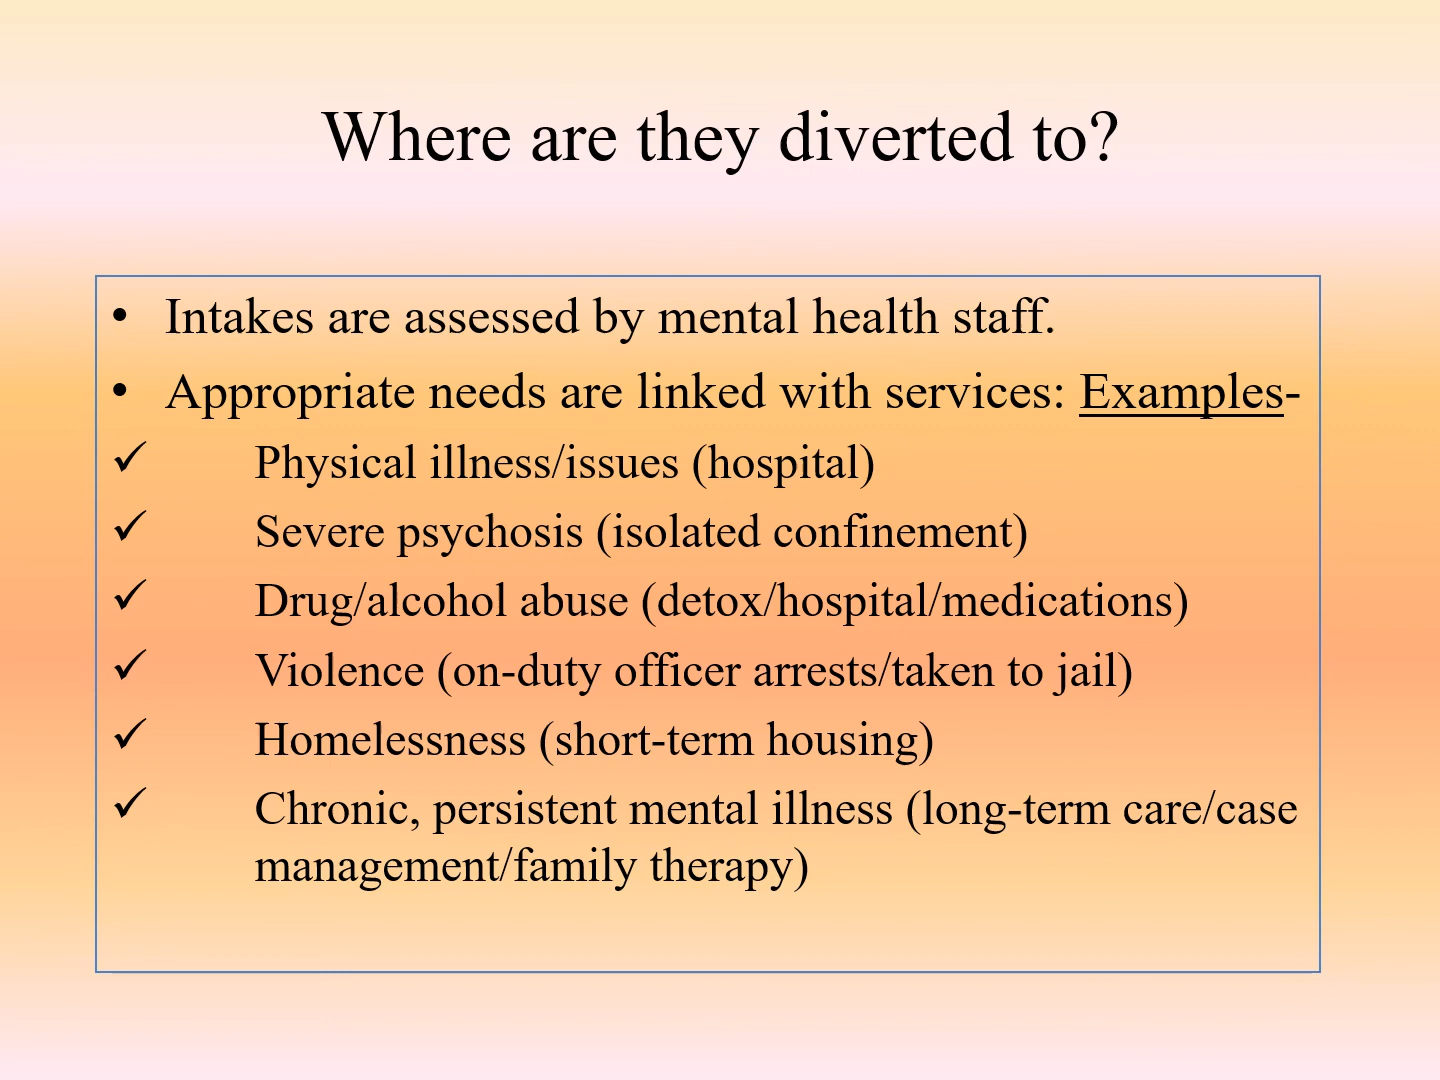 Where are they diverted to?
• Intakes are assessed by mental health staff.
• Appropriate needs are linked with services: Examples-
✓ Physical illness/issues (hospital)
✓ Severe psychosis (isolated confinement)
✓ Drug/alcohol abuse (detox/hospital/medications)
✓ Violence (on-duty officer arrests/taken to jail)
✓ Homelessness (short-term housing)
✓ Chronic, persistent mental illness (long-term care/case
management/family therapy)